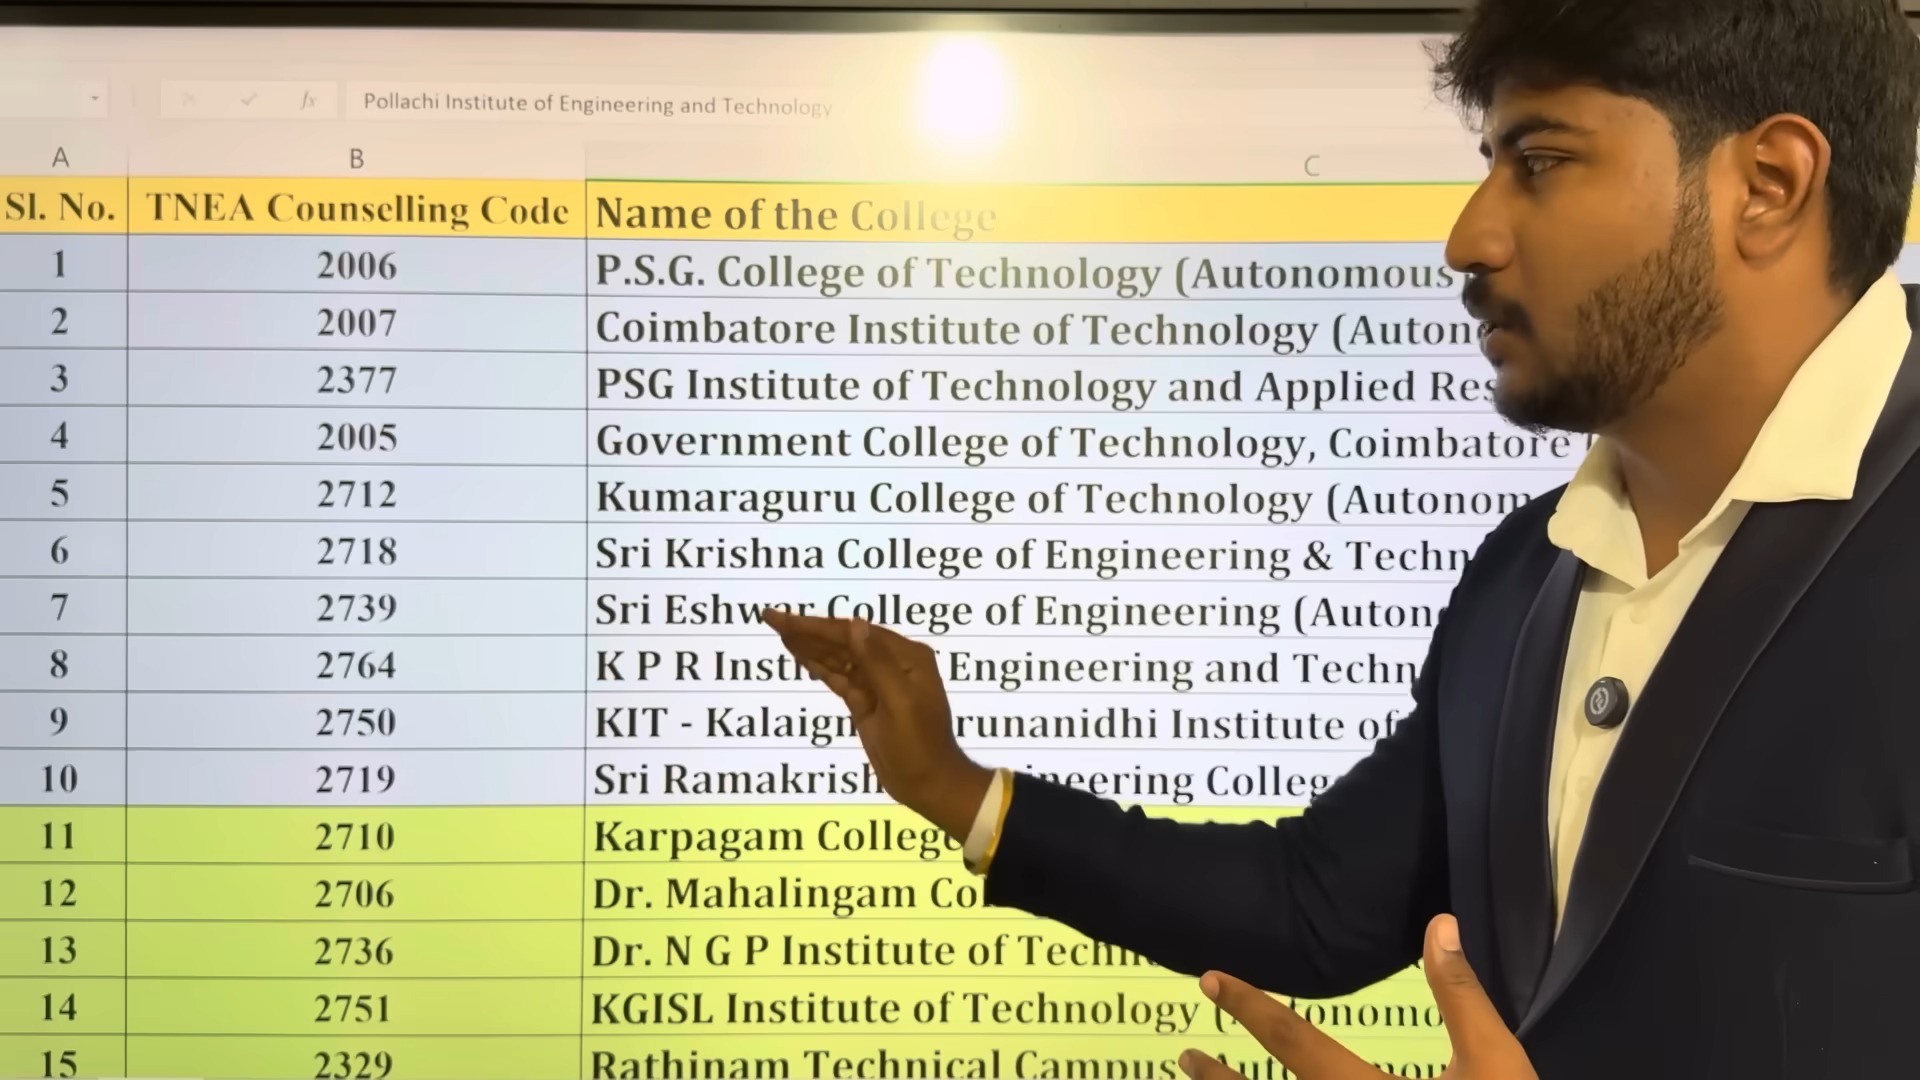 fx Pollachi Institute of Engineering and Technology
A B C
Sl. No. TNEA Counselling Code Name of the College
1 2006 P.S.G. College of Technology (Autonomous
2 2007 Coimbatore Institute of Technology (Auton
3 2377 PSG Institute of Technology and Applied Res
4 2005 Government College of Technology, Coimbatore
5 2712 Kumaraguru College of Technology (Autonom
6 2718 Sri Krishna College of Engineering & Techn
7 2739 Sri Eshwar College of Engineering (Auton
8 2764 K P R Insti Engineering and Techn
9 2750 KIT - Kalaign runanidhi Institute of
10 2719 Sri Ramakrish neering Colleg
11 2710 Karpagam College
12 2706 Dr. Mahalingam Col
13 2736 Dr. N G P Institute of Techn
14 2751 KGISL Institute of Technology ( tonomo
15 2329 Rathinam Technical Campus